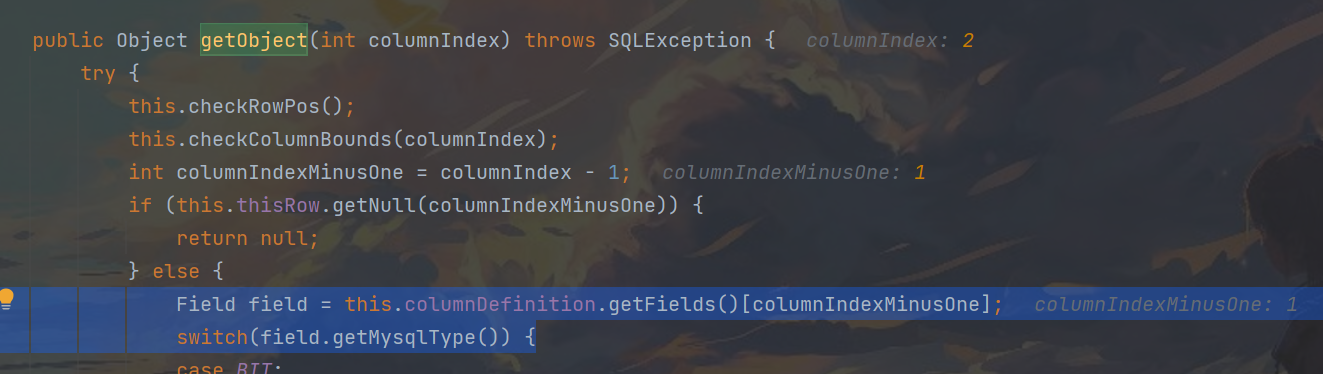 public Object getObject(int columnIndex) throws SQLException {   columnIndex: 2
try {
this.checkRowPos();
this.checkColumnBounds(columnIndex);
int columnIndexMinusOne = columnIndex - 1;   columnIndexMinusOne: 1
if (this.thisRow.getNull(columnIndexMinusOne)) {
return null;
} else {
Field field = this.columnDefinition.getFields()[columnIndexMinusOne];   columnIndexMinusOne: 1
switch(field.getMysqlType()) {
case BIT: